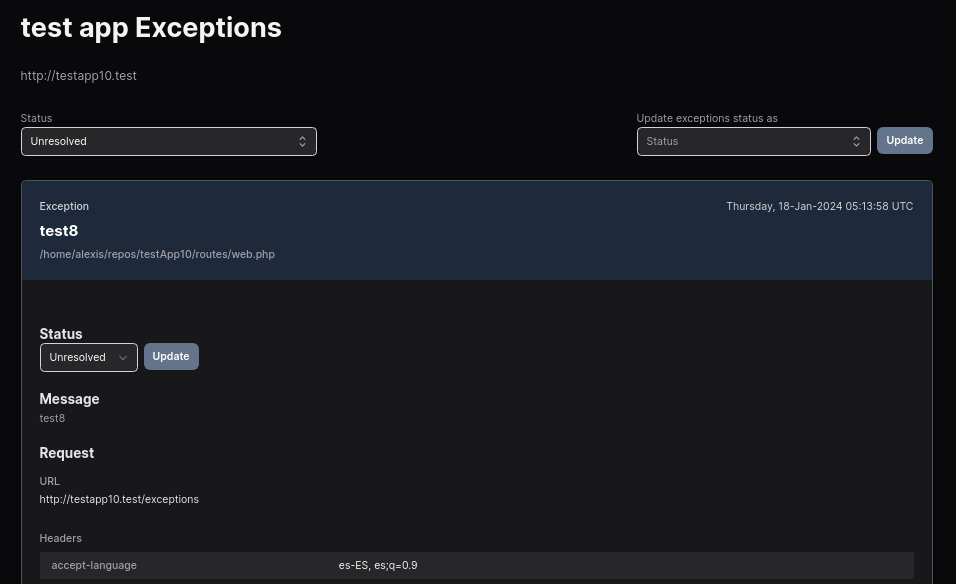 test app Exceptions
http://testapp10.test
Status
Update exceptions status as
Unresolved
Status
Update
Exception
Thursday, 18-Jan-2024 05:13:58 UTC
test8
/home/alexis/repos/testApp10/routes/web.php
Status
Unresolved
Update
Message
test8
Request
URL
http://testapp10.test/exceptions
Headers
accept-language
es-ES, es;q=0.9